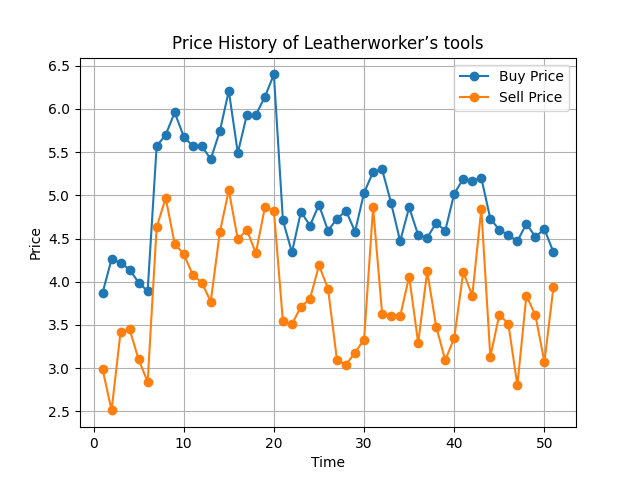 Price History of Leatherworker’s tools
Buy Price
Sell Price
Price
6.5
6.0
5.5
5.0
4.5
4.0
3.5
3.0
2.5
0 10 20 30 40 50
Time